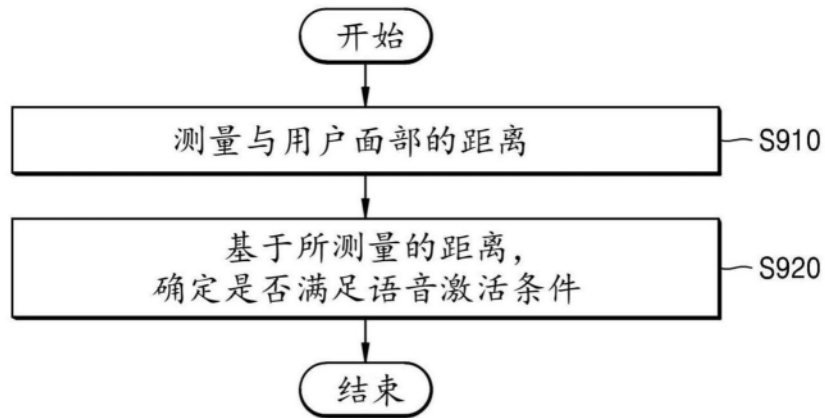 开始
测量与用户面部的距离
S910
基于所测量的距离,
确定是否满足语音激活条件
S920
结束